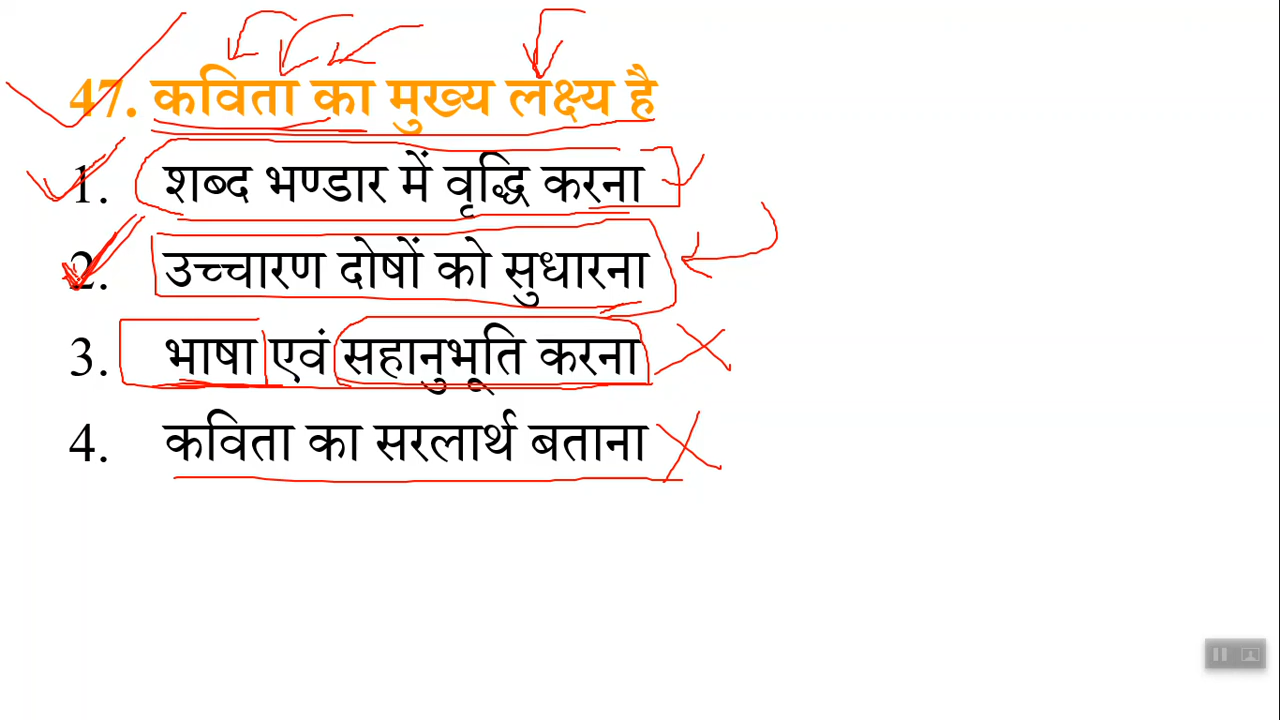 47. कविता का मुख्य लक्ष्य है
1. शब्द भण्डार में वृद्धि करना
2. उच्चारण दोषों को सुधारना
3. भाषा एवं सहानुभूति करना
4. कविता का सरलार्थ बताना